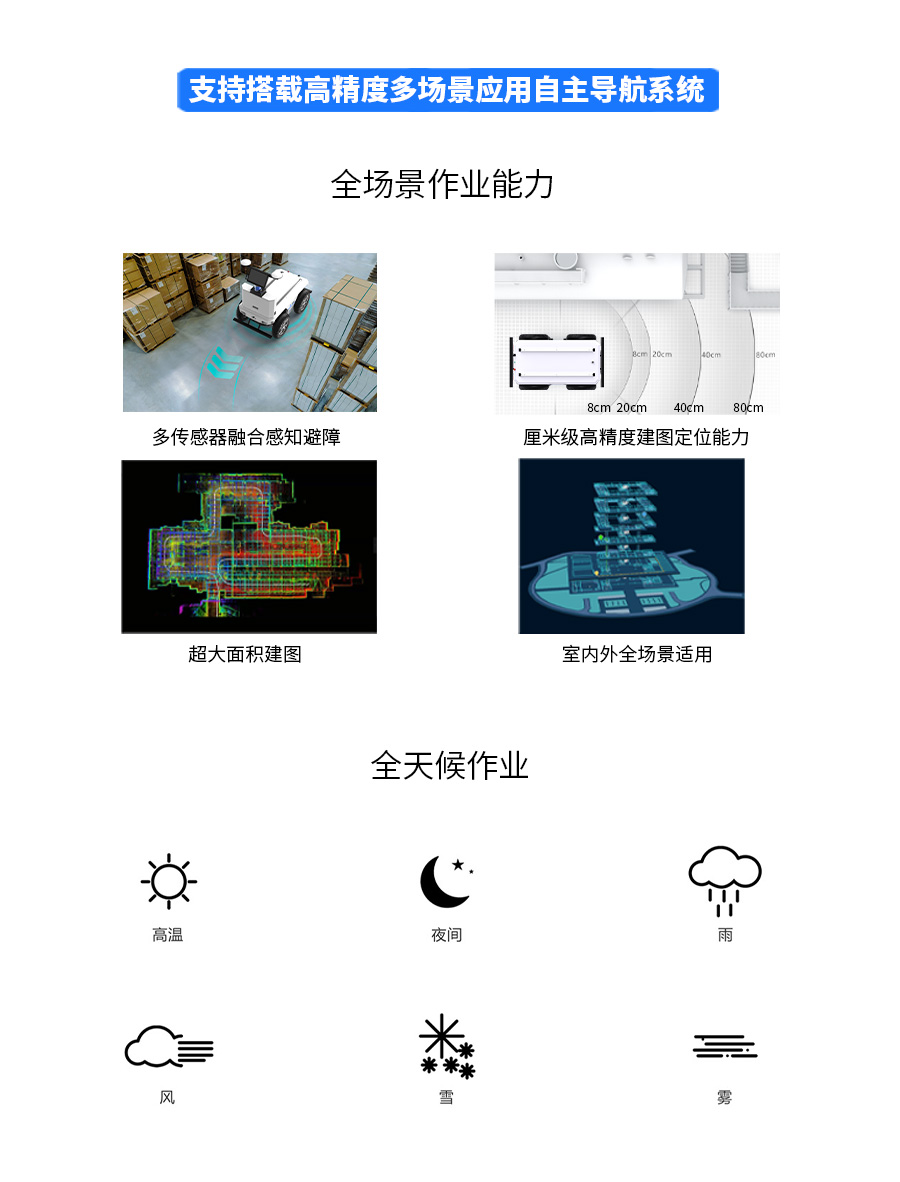 支持搭载高精度多场景应用自主导航系统
全场景作业能力
8cm 20cm 40cm 80cm
8cm 20cm 40cm 80cm
多传感器融合感知避障
厘米级高精度建图定位能力
超大面积建图
室内外全场景适用
全天候作业
高温
夜间
雨
风
雪
雾